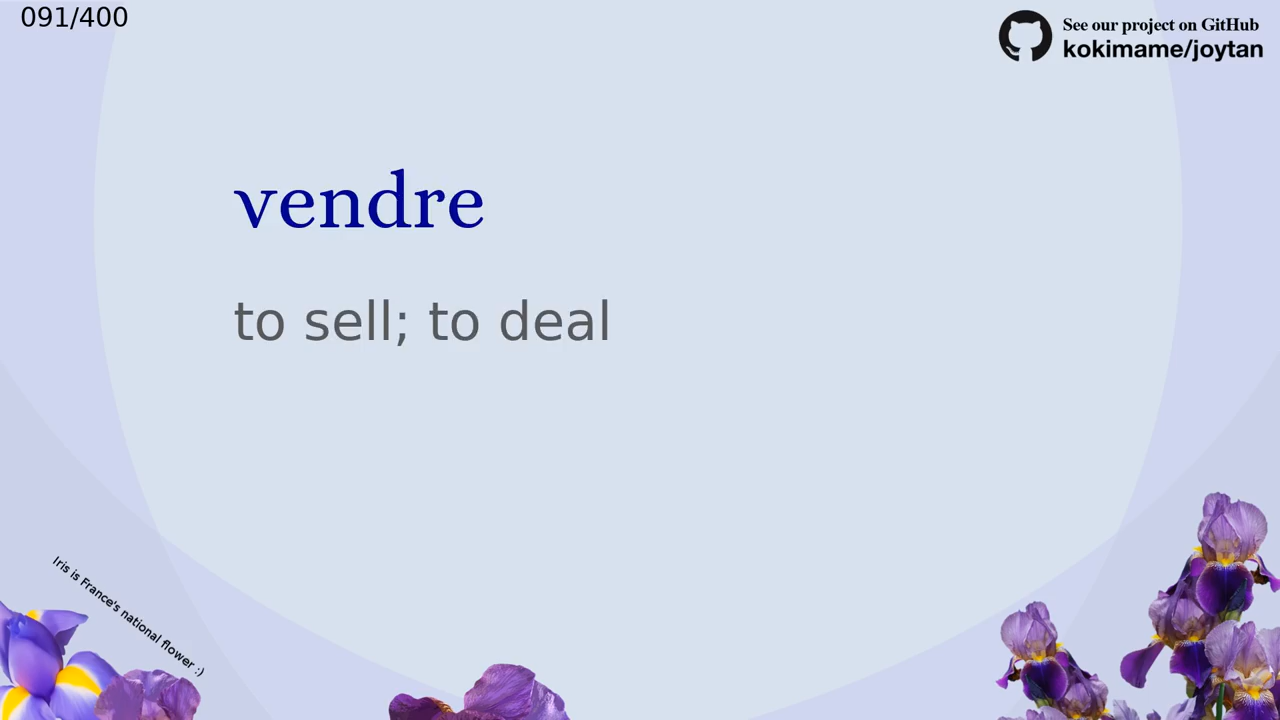 091/400
See our project on GitHub
kokimame/joytan
vendre
to sell; to deal
Iris is France's national flower :)